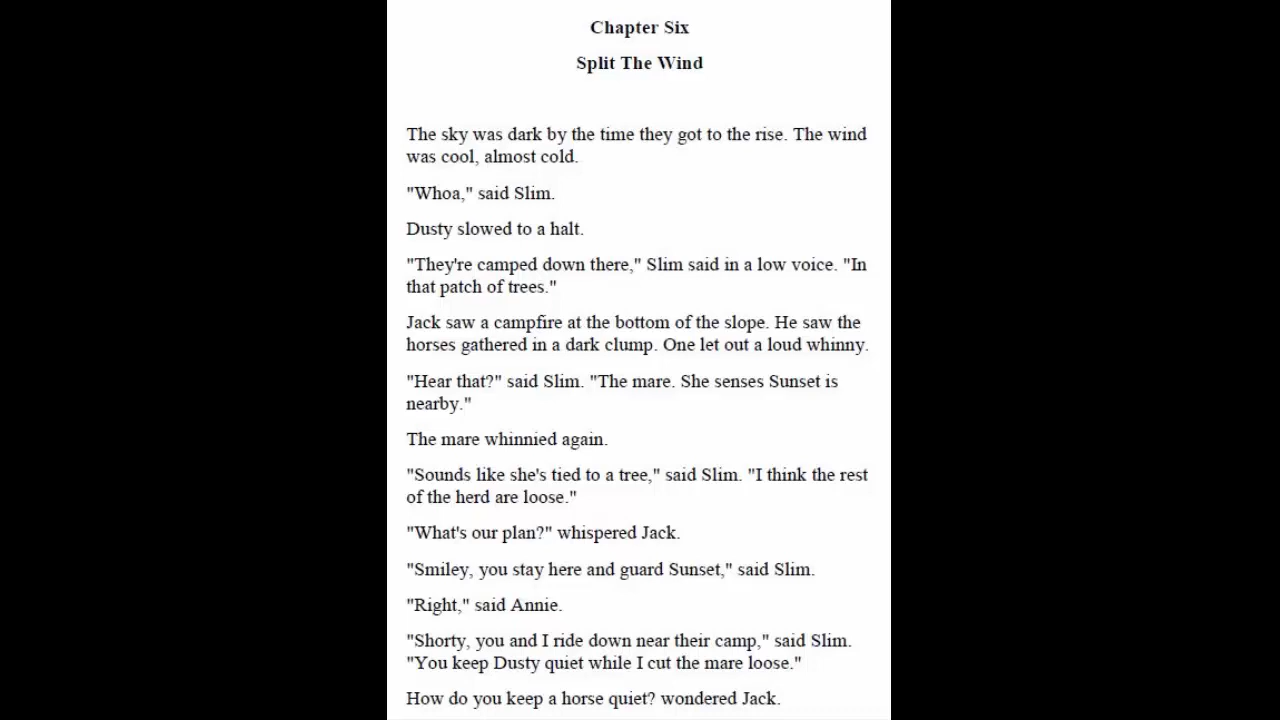 Chapter Six
Split The Wind
The sky was dark by the time they got to the rise. The wind
was cool, almost cold.
"Whoa," said Slim.
Dusty slowed to a halt.
"They're camped down there," Slim said in a low voice. "In
that patch of trees."
Jack saw a campfire at the bottom of the slope. He saw the
horses gathered in a dark clump. One let out a loud whinny.
"Hear that?" said Slim. "The mare. She senses Sunset is
nearby."
The mare whinnied again.
"Sounds like she's tied to a tree," said Slim. "I think the rest
of the herd are loose."
"What's our plan?" whispered Jack.
"Smiley, you stay here and guard Sunset," said Slim.
"Right," said Annie.
"Shorty, you and I ride down near their camp," said Slim.
"You keep Dusty quiet while I cut the mare loose."
How do you keep a horse quiet? wondered Jack.